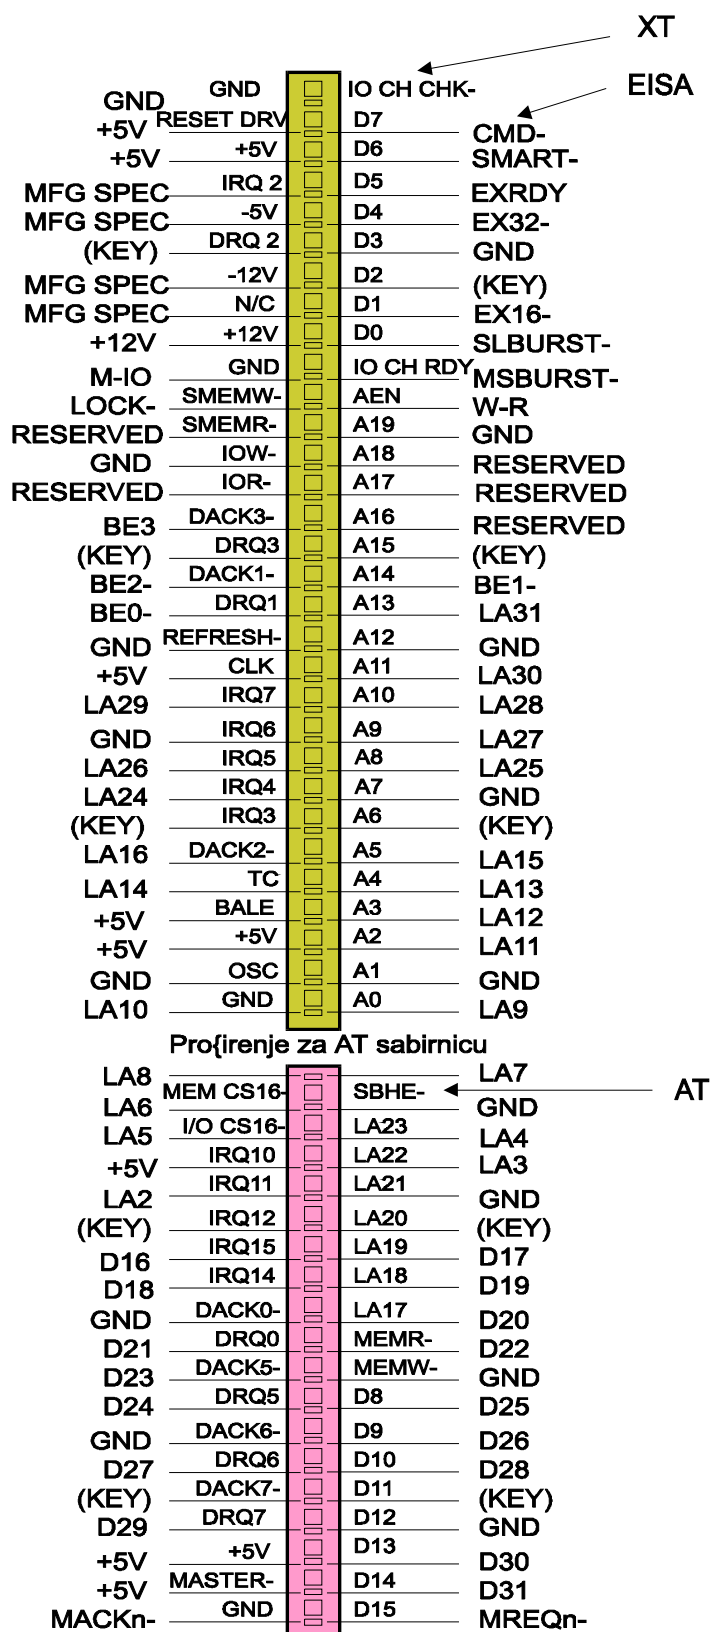 XT
EISA
GND IO CH CHK-
GND
RESET DRV D7
+5V CMD-
+5V D6
+5V SMART-
IRQ 2 D5
MFG SPEC EXRDY
-5V D4
MFG SPEC EX32-
DRQ 2 D3
(KEY) GND
-12V D2
MFG SPEC (KEY)
N/C D1
MFG SPEC EX16-
+12V D0
+12V SLBURST-
GND IO CH RDY
M-IO MSBURST-
SMEMW- AEN
LOCK- W-R
SMEMR- A19
RESERVED GND
IOW- A18
GND RESERVED
IOR- A17
RESERVED RESERVED
DACK3- A16
BE3 RESERVED
DRQ3 A15
(KEY) (KEY)
DACK1- A14
BE2- BE1-
DRQ1 A13
BE0- LA31
REFRESH- A12
GND GND
CLK A11
+5V LA30
IRQ7 A10
LA29 LA28
IRQ6 A9
GND LA27
IRQ5 A8
LA26 LA25
IRQ4 A7
LA24 GND
IRQ3 A6
(KEY) (KEY)
DACK2- A5
LA16 LA15
TC A4
LA14 LA13
BALE A3
+5V LA12
+5V A2
+5V LA11
OSC A1
GND GND
GND A0
LA10 LA9
Pro{irenje za AT sabirnicu
LA8 LA7
MEM CS16- SBHE- AT
LA6 GND
I/O CS16- LA23
LA5 LA4
IRQ10 LA22
+5V LA3
IRQ11 LA21
LA2 GND
IRQ12 LA20
(KEY) (KEY)
IRQ15 LA19
D16 D17
IRQ14 LA18
D18 D19
DACK0- LA17
GND D20
DRQ0 MEMR-
D21 D22
DACK5- MEMW-
D23 GND
DRQ5 D8
D24 D25
DACK6- D9
GND D26
DRQ6 D10
D27 D28
DACK7- D11
(KEY) (KEY)
DRQ7 D12
D29 GND
+5V D13
+5V D30
MASTER- D14
+5V D31
GND D15
MACKn- MREQn-